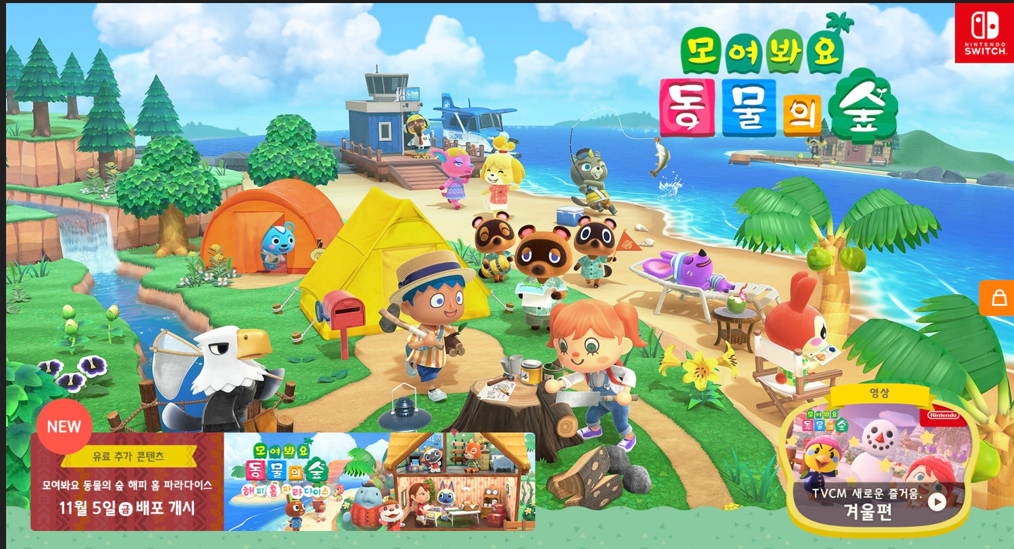 모여봐요
동물의 숲
NINTENDO
SWITCH
NEW
유료 추가 콘텐츠
모여봐요 동물의 숲 해피 홈 파라다이스
11월 5일 금 배포 개시
모여봐요
동물의 숲
해피 홈 파라다이스
영상
모여봐요
동물의 숲
Nintendo
TVCM 새로운 즐거움.
겨울편